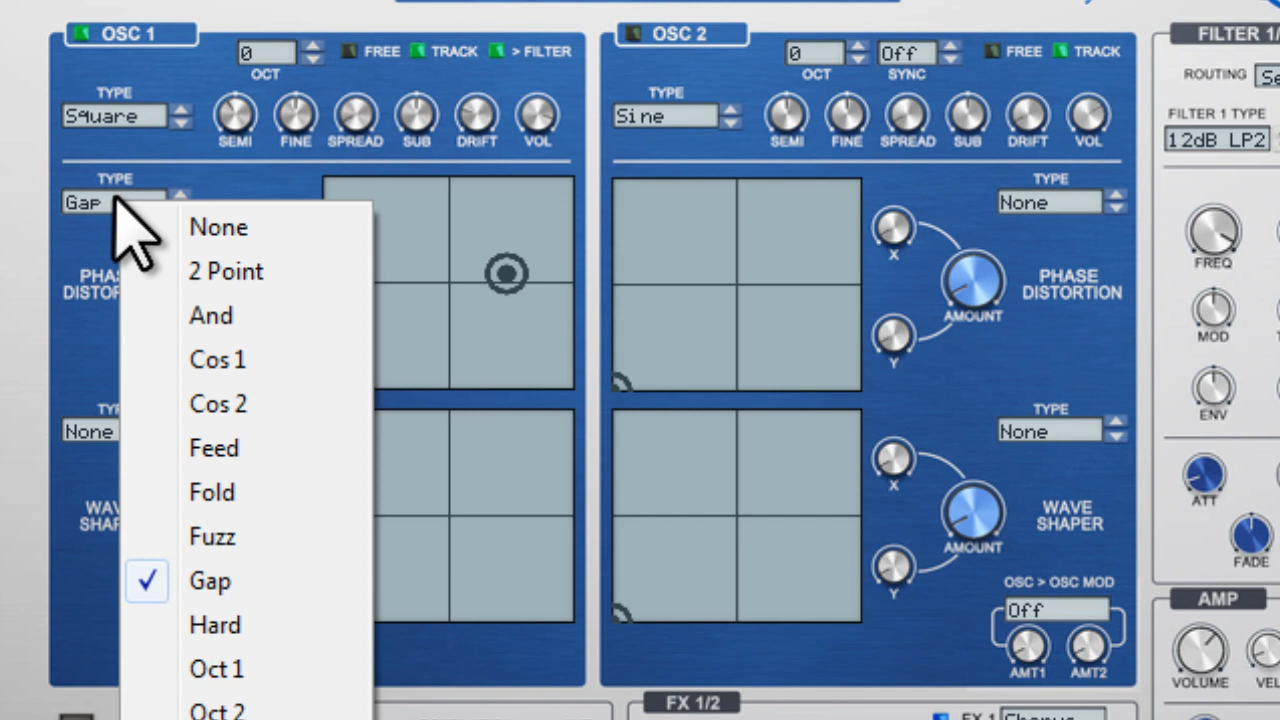 OSC 1
0
OCT
FREE
TRACK
> FILTER
TYPE
Square
SEMI
FINE
SPREAD
SUB
DRIFT
VOL
TYPE
Gap
None
2 Point
And
Cos 1
Cos 2
Feed
Fold
Fuzz
Gap
Hard
Oct 1
Oct 2
None
OSC 2
0
OCT
Off
SYNC
FREE
TRACK
TYPE
Sine
SEMI
FINE
SPREAD
SUB
DRIFT
VOL
TYPE
None
X
Y
AMOUNT
PHASE
DISTORTION
TYPE
None
X
Y
AMOUNT
WAVE
SHAPER
OSC > OSC MOD
Off
AMT1
AMT2
FILTER 1/
ROUTING
FILTER 1 TYPE
12dB LP2
FREQ
MOD
ENV
ATT
FADE
AMP
VOLUME
VEL
FX 1/2
FX 1
Chorus